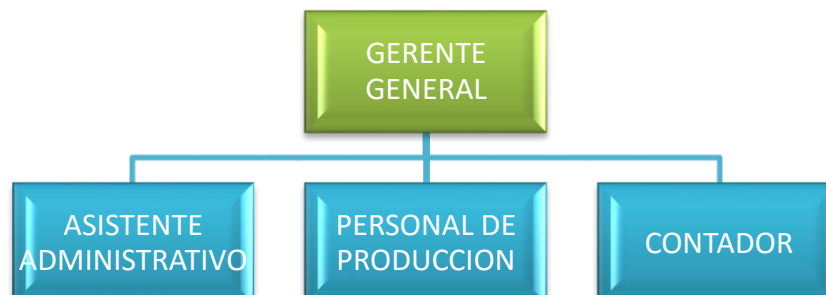 GERENTE
GENERAL
ASISTENTE
ADMINISTRATIVO
PERSONAL DE
PRODUCCION
CONTADOR